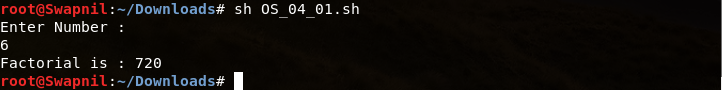 root@Swapnil:~/Downloads# sh OS_04_01.sh
Enter Number :
6
Factorial is : 720
root@Swapnil:~/Downloads#